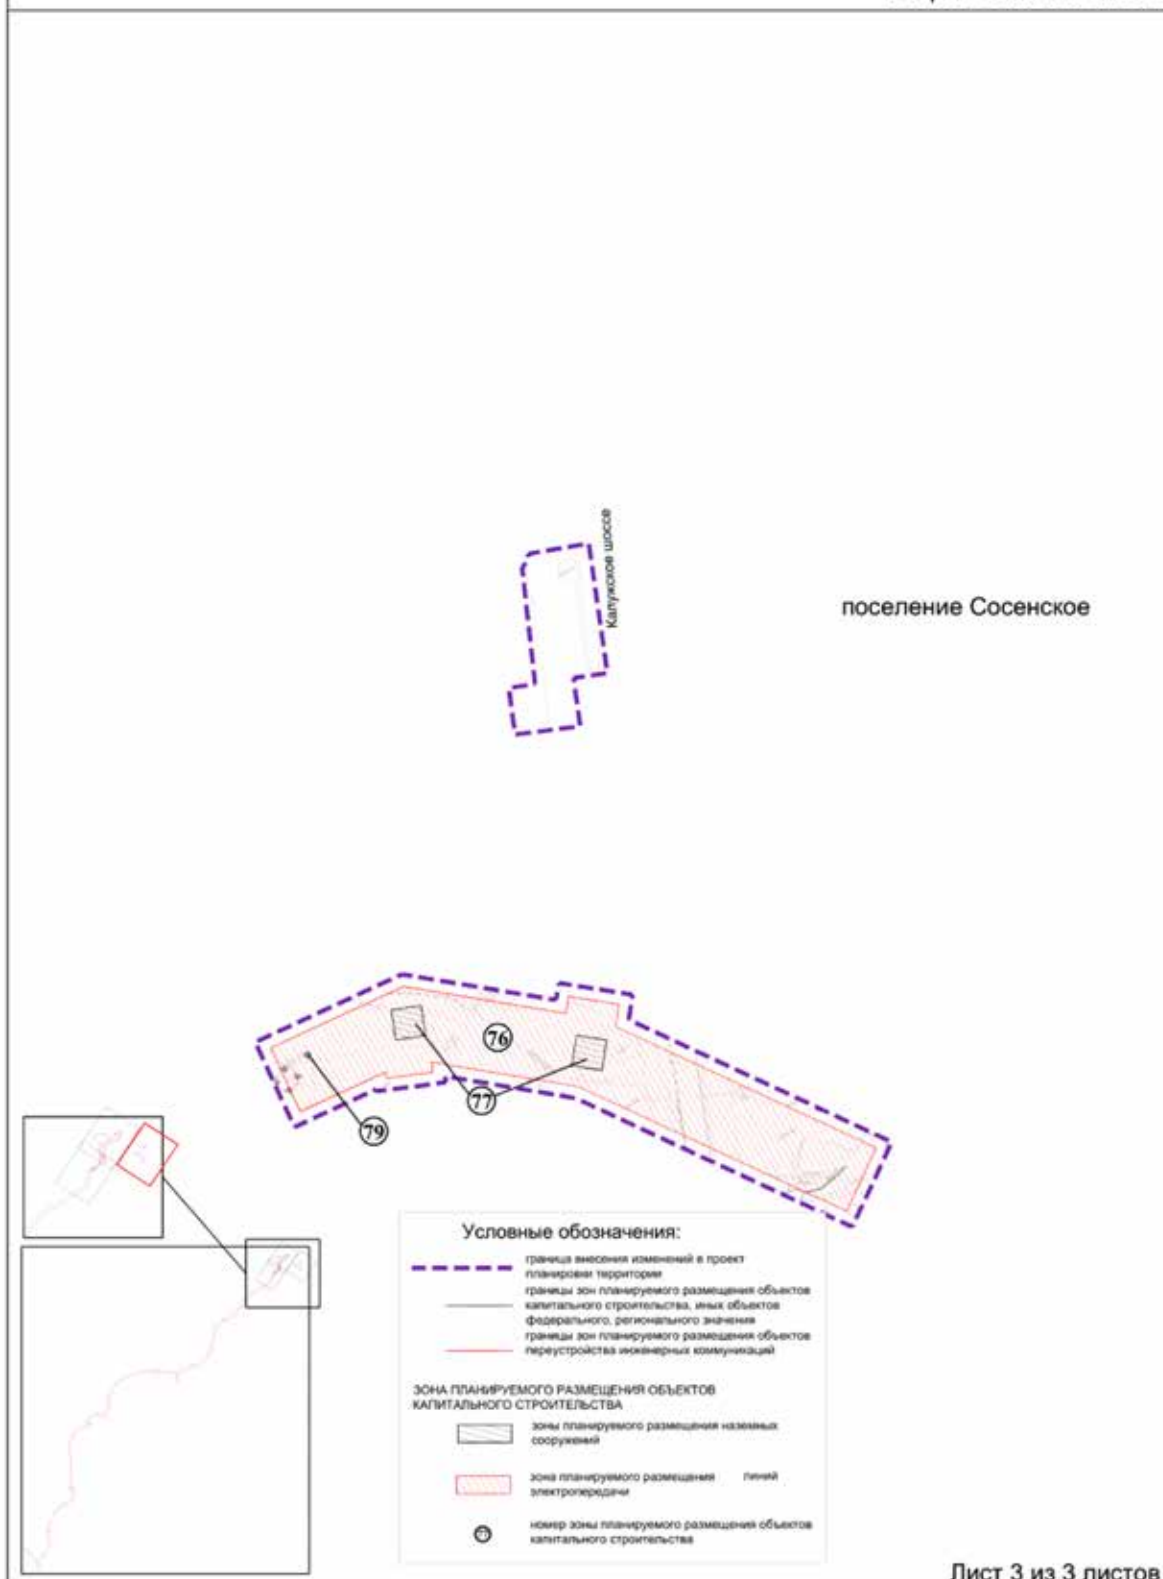 Калужское шоссе
поселение Сосенское
76
77
79
Условные обозначения:
граница внесения изменений в проект
планировки территории
границы зон планируемого размещения объектов
капитального строительства, иных объектов
федерального, регионального значения
границы зон планируемого размещения объектов
переустройства инженерных коммуникаций
ЗОНА ПЛАНИРУЕМОГО РАЗМЕЩЕНИЯ ОБЪЕКТОВ
КАПИТАЛЬНОГО СТРОИТЕЛЬСТВА
зоны планируемого размещения наземных
сооружений
зона планируемого размещения линий
электропередачи
номер зоны планируемого размещения объектов
капитального строительства
Лист 3 из 3 листов